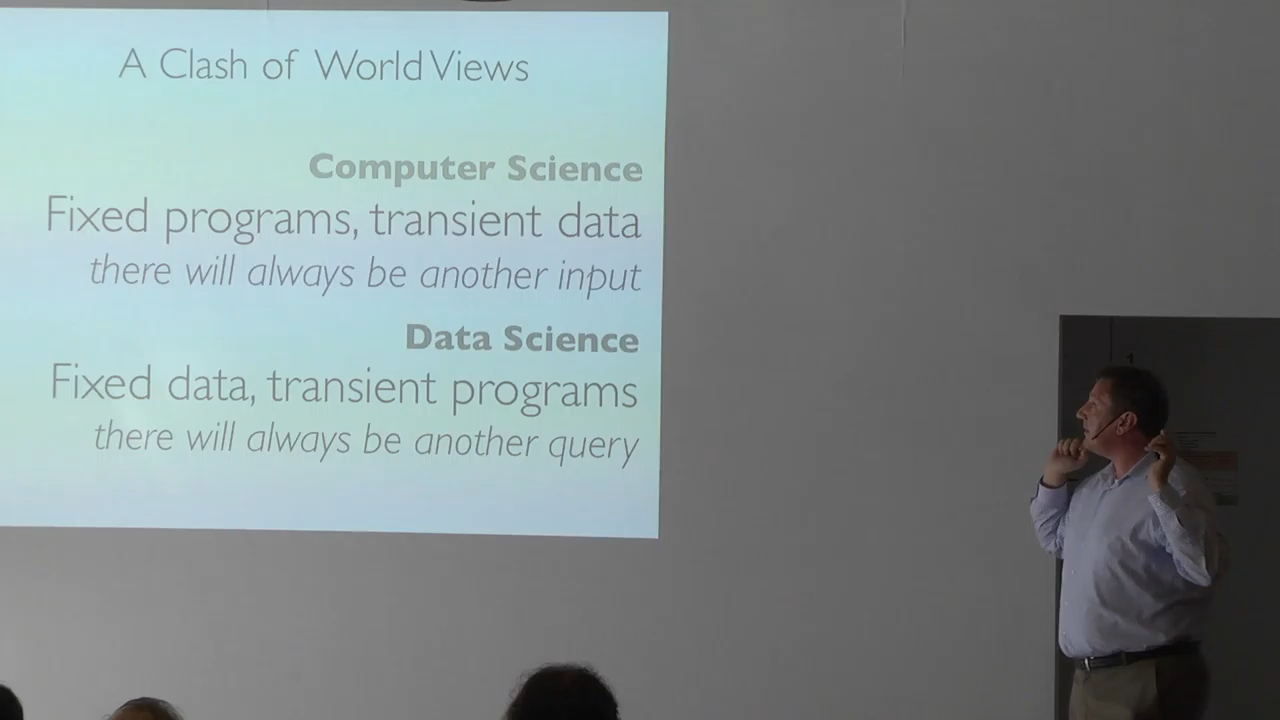 A Clash of World Views
Computer Science
Fixed programs, transient data
there will always be another input
Data Science
Fixed data, transient programs
there will always be another query
1